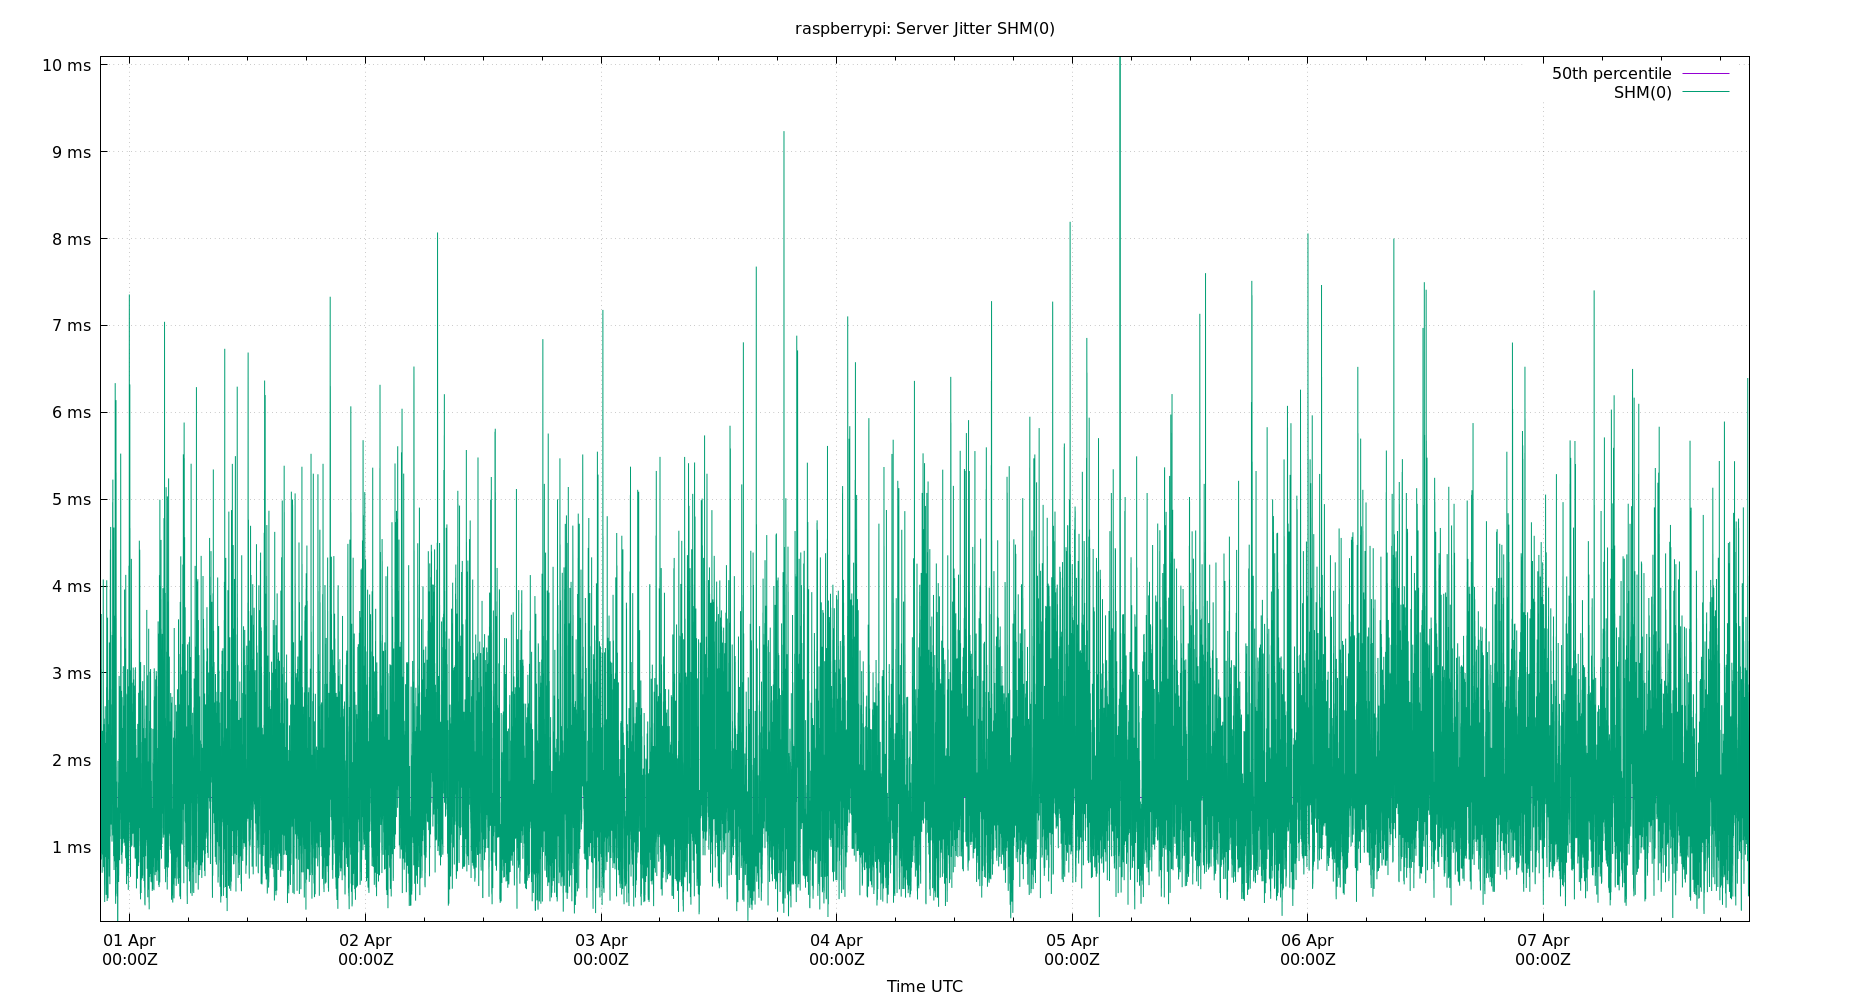 raspberrypi: Server Jitter SHM(0)
10 ms
9 ms
8 ms
7 ms
6 ms
5 ms
4 ms
3 ms
2 ms
1 ms
50th percentile
SHM(0)
01 Apr 02 Apr 03 Apr 04 Apr 05 Apr 06 Apr 07 Apr
00:00Z 00:00Z 00:00Z 00:00Z 00:00Z 00:00Z 00:00Z
Time UTC